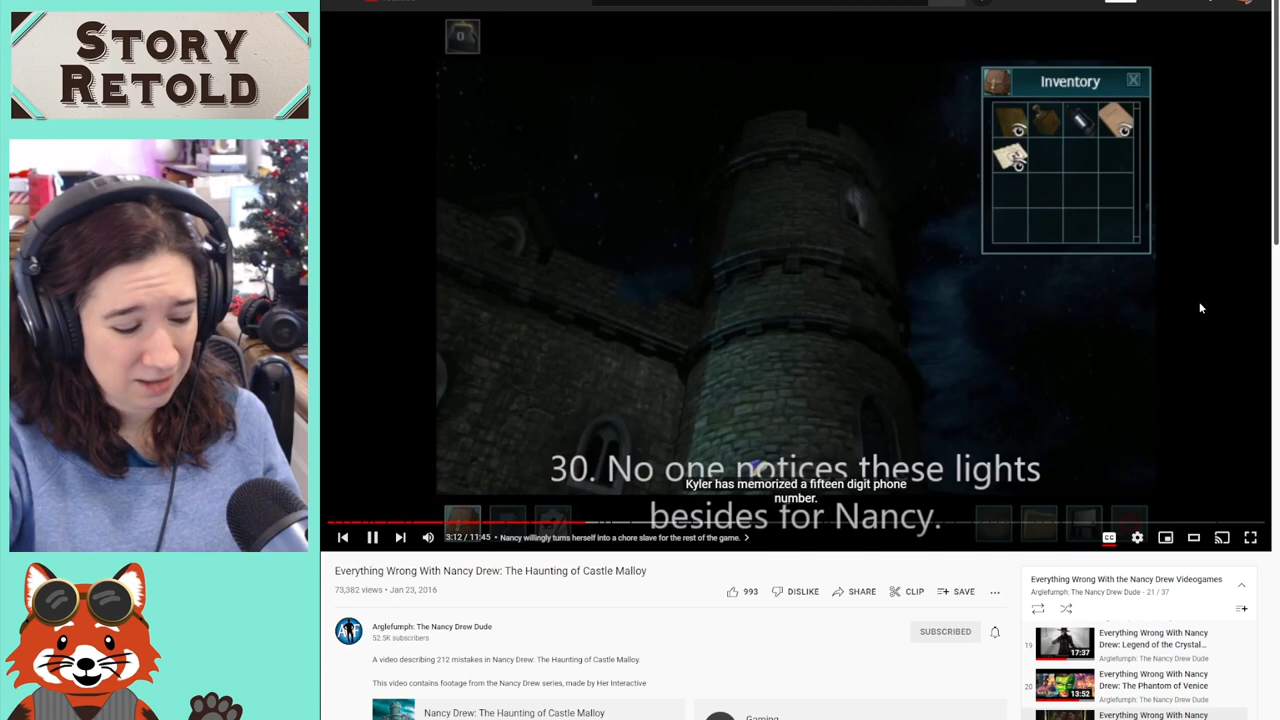 STORY
RETOLD
0
Inventory
30. No one notices these lights
besides for Nancy.
Kyler has memorized a fifteen digit phone
number.
3:12 / 11:45 • Nancy willingly turns herself into a chore slave for the rest of the game. >
CC
Everything Wrong With Nancy Drew: The Haunting of Castle Malloy
73,382 views • Jan 23, 2016
993
DISLIKE
SHARE
CLIP
SAVE
Arglefumph: The Nancy Drew Dude
52.5K subscribers
SUBSCRIBED
A video describing 212 mistakes in Nancy Drew: The Haunting of Castle Malloy.
This video contains footage from the Nancy Drew series, made by Her Interactive
Nancy Drew: The Haunting of Castle Malloy
Gaming
Everything Wrong With the Nancy Drew Videogames
Arglefumph: The Nancy Drew Dude - 21 / 37
19
17:37
Everything Wrong With Nancy
Drew: Legend of the Crystal...
Arglefumph: The Nancy Drew Dude
20
13:52
Everything Wrong With Nancy
Drew: The Phantom of Venice
Arglefumph: The Nancy Drew Dude
Everything Wrong With Nancy